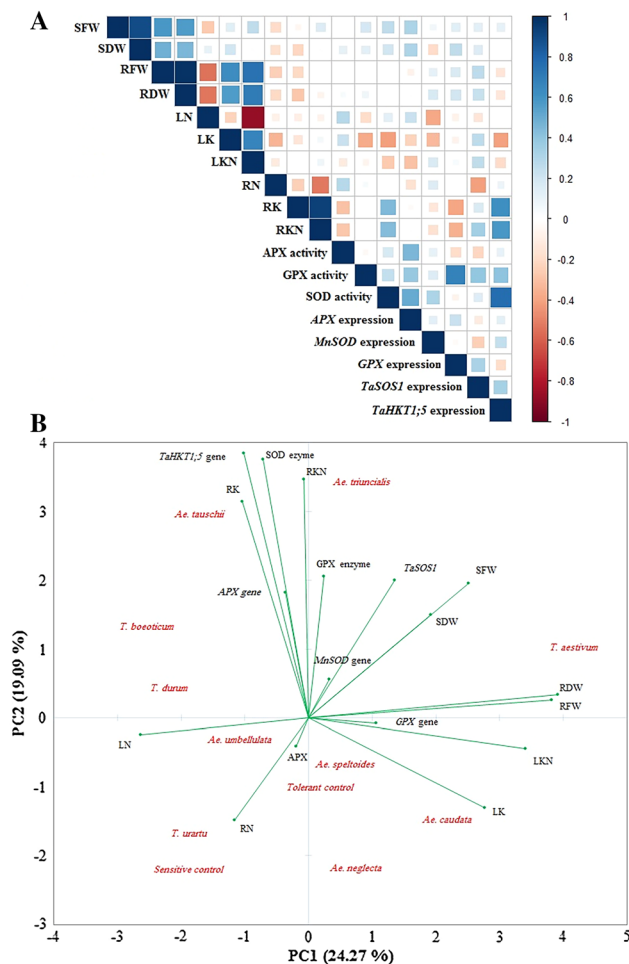 A
SFW
SDW
RFW
RDW
LN
LK
LKN
RN
RK
RKN
APX activity
GPX activity
SOD activity
APX expression
MnSOD expression
GPX expression
TaSOS1 expression
TaHKT1;5 expression
1
0.8
0.6
0.4
0.2
0
-0.2
-0.4
-0.6
-0.8
-1
B
4
3
2
1
0
-1
-2
-3
PC2 (19.09 %)
TaHKT1;5 gene
SOD ezyme
RKN
Ae. triuncialis
RK
Ae. tauschii
GPX enzyme
TaSOS1
SFW
APX gene
SDW
T. boeoticum
MnSOD gene
T. aestivum
T. durum
RDW
RFW
GPX gene
LN
Ae. umbellulata
APX
Ae. speltoides
LKN
Tolerant control
LK
RN
Ae. caudata
T. urartu
Sensitive control
Ae. neglecta
-4 -3 -2 -1 0 1 2 3 4 5
PC1 (24.27 %)